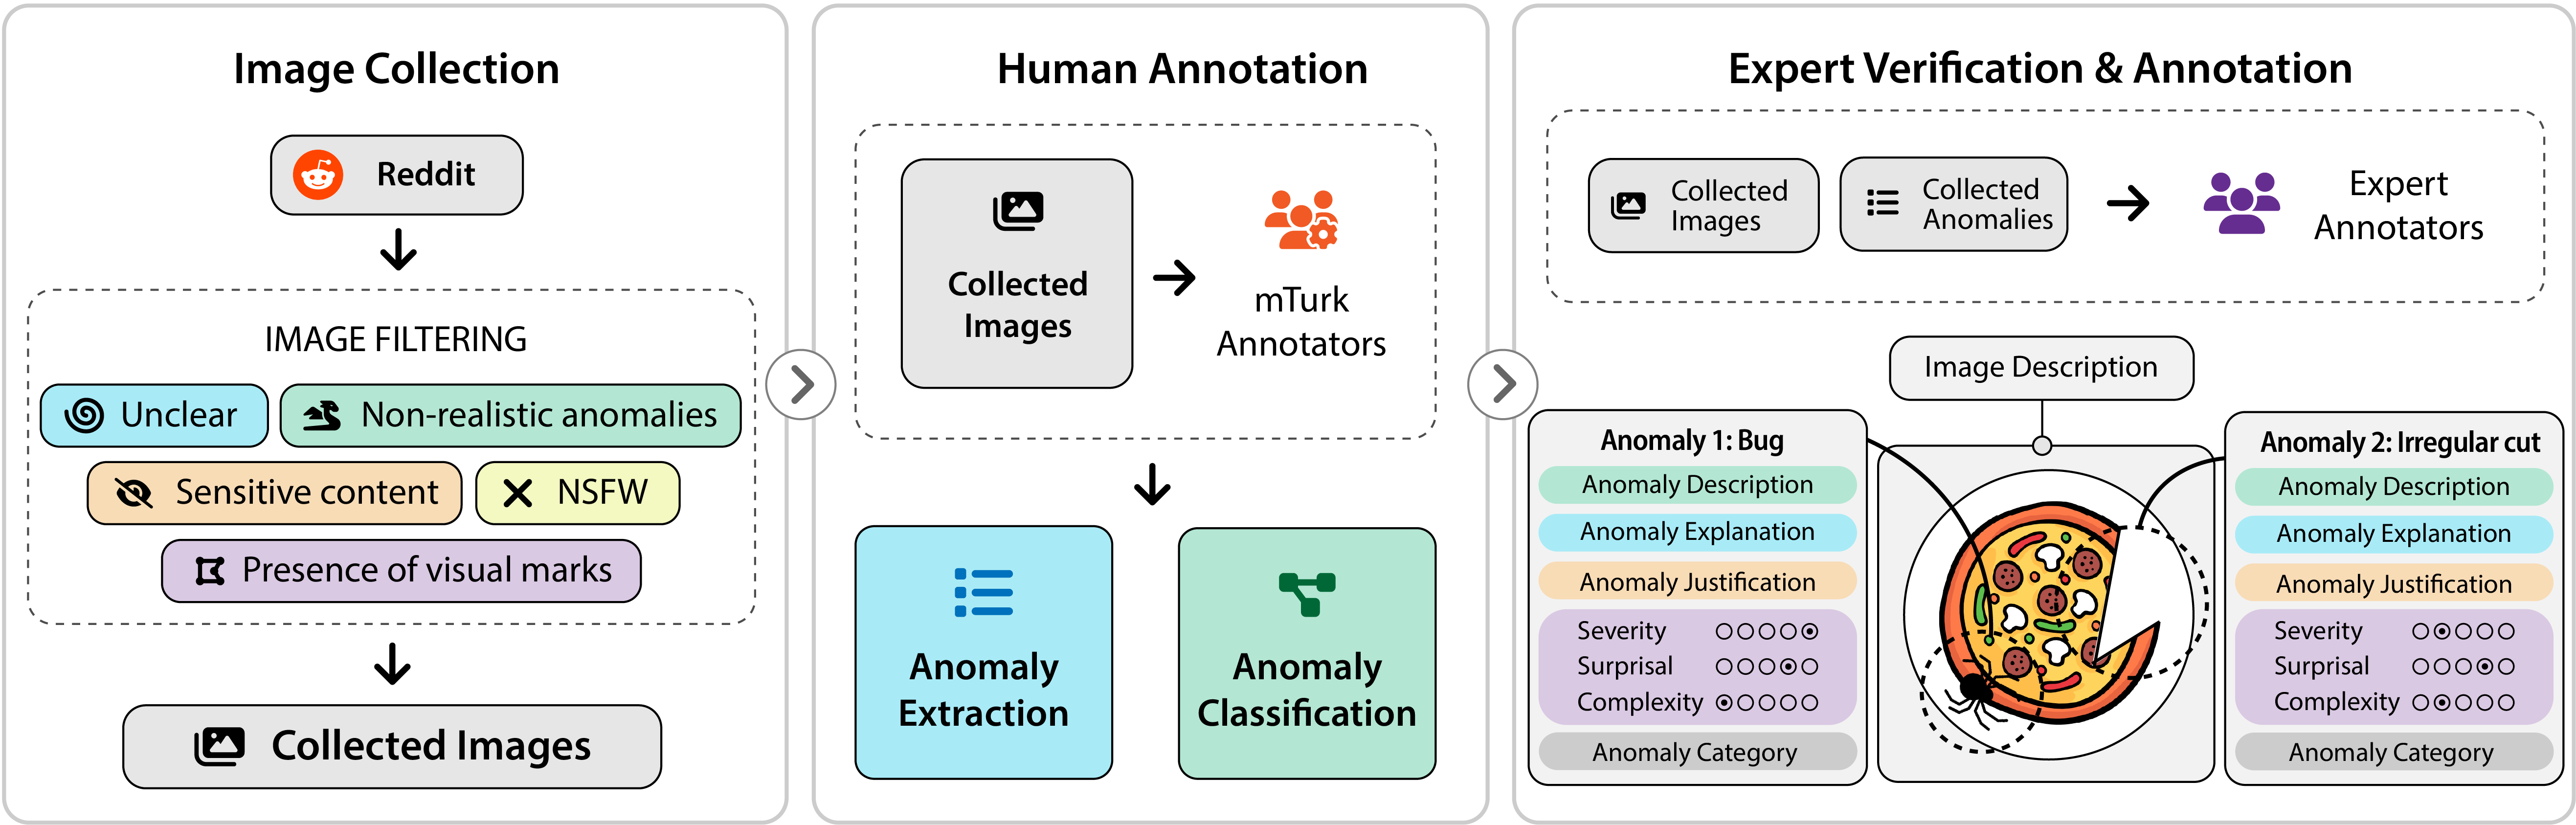 Image Collection
Reddit
IMAGE FILTERING
Unclear
Non-realistic anomalies
Sensitive content
NSFW
Presence of visual marks
Collected Images
Human Annotation
Collected
Images
mTurk
Annotators
Anomaly
Extraction
Anomaly
Classification
Expert Verification & Annotation
Collected
Images
Collected
Anomalies
Expert
Annotators
Image Description
Anomaly 1: Bug
Anomaly Description
Anomaly Explanation
Anomaly Justification
Severity
Surprisal
Complexity
Anomaly Category
Anomaly 2: Irregular cut
Anomaly Description
Anomaly Explanation
Anomaly Justification
Severity
Surprisal
Complexity
Anomaly Category